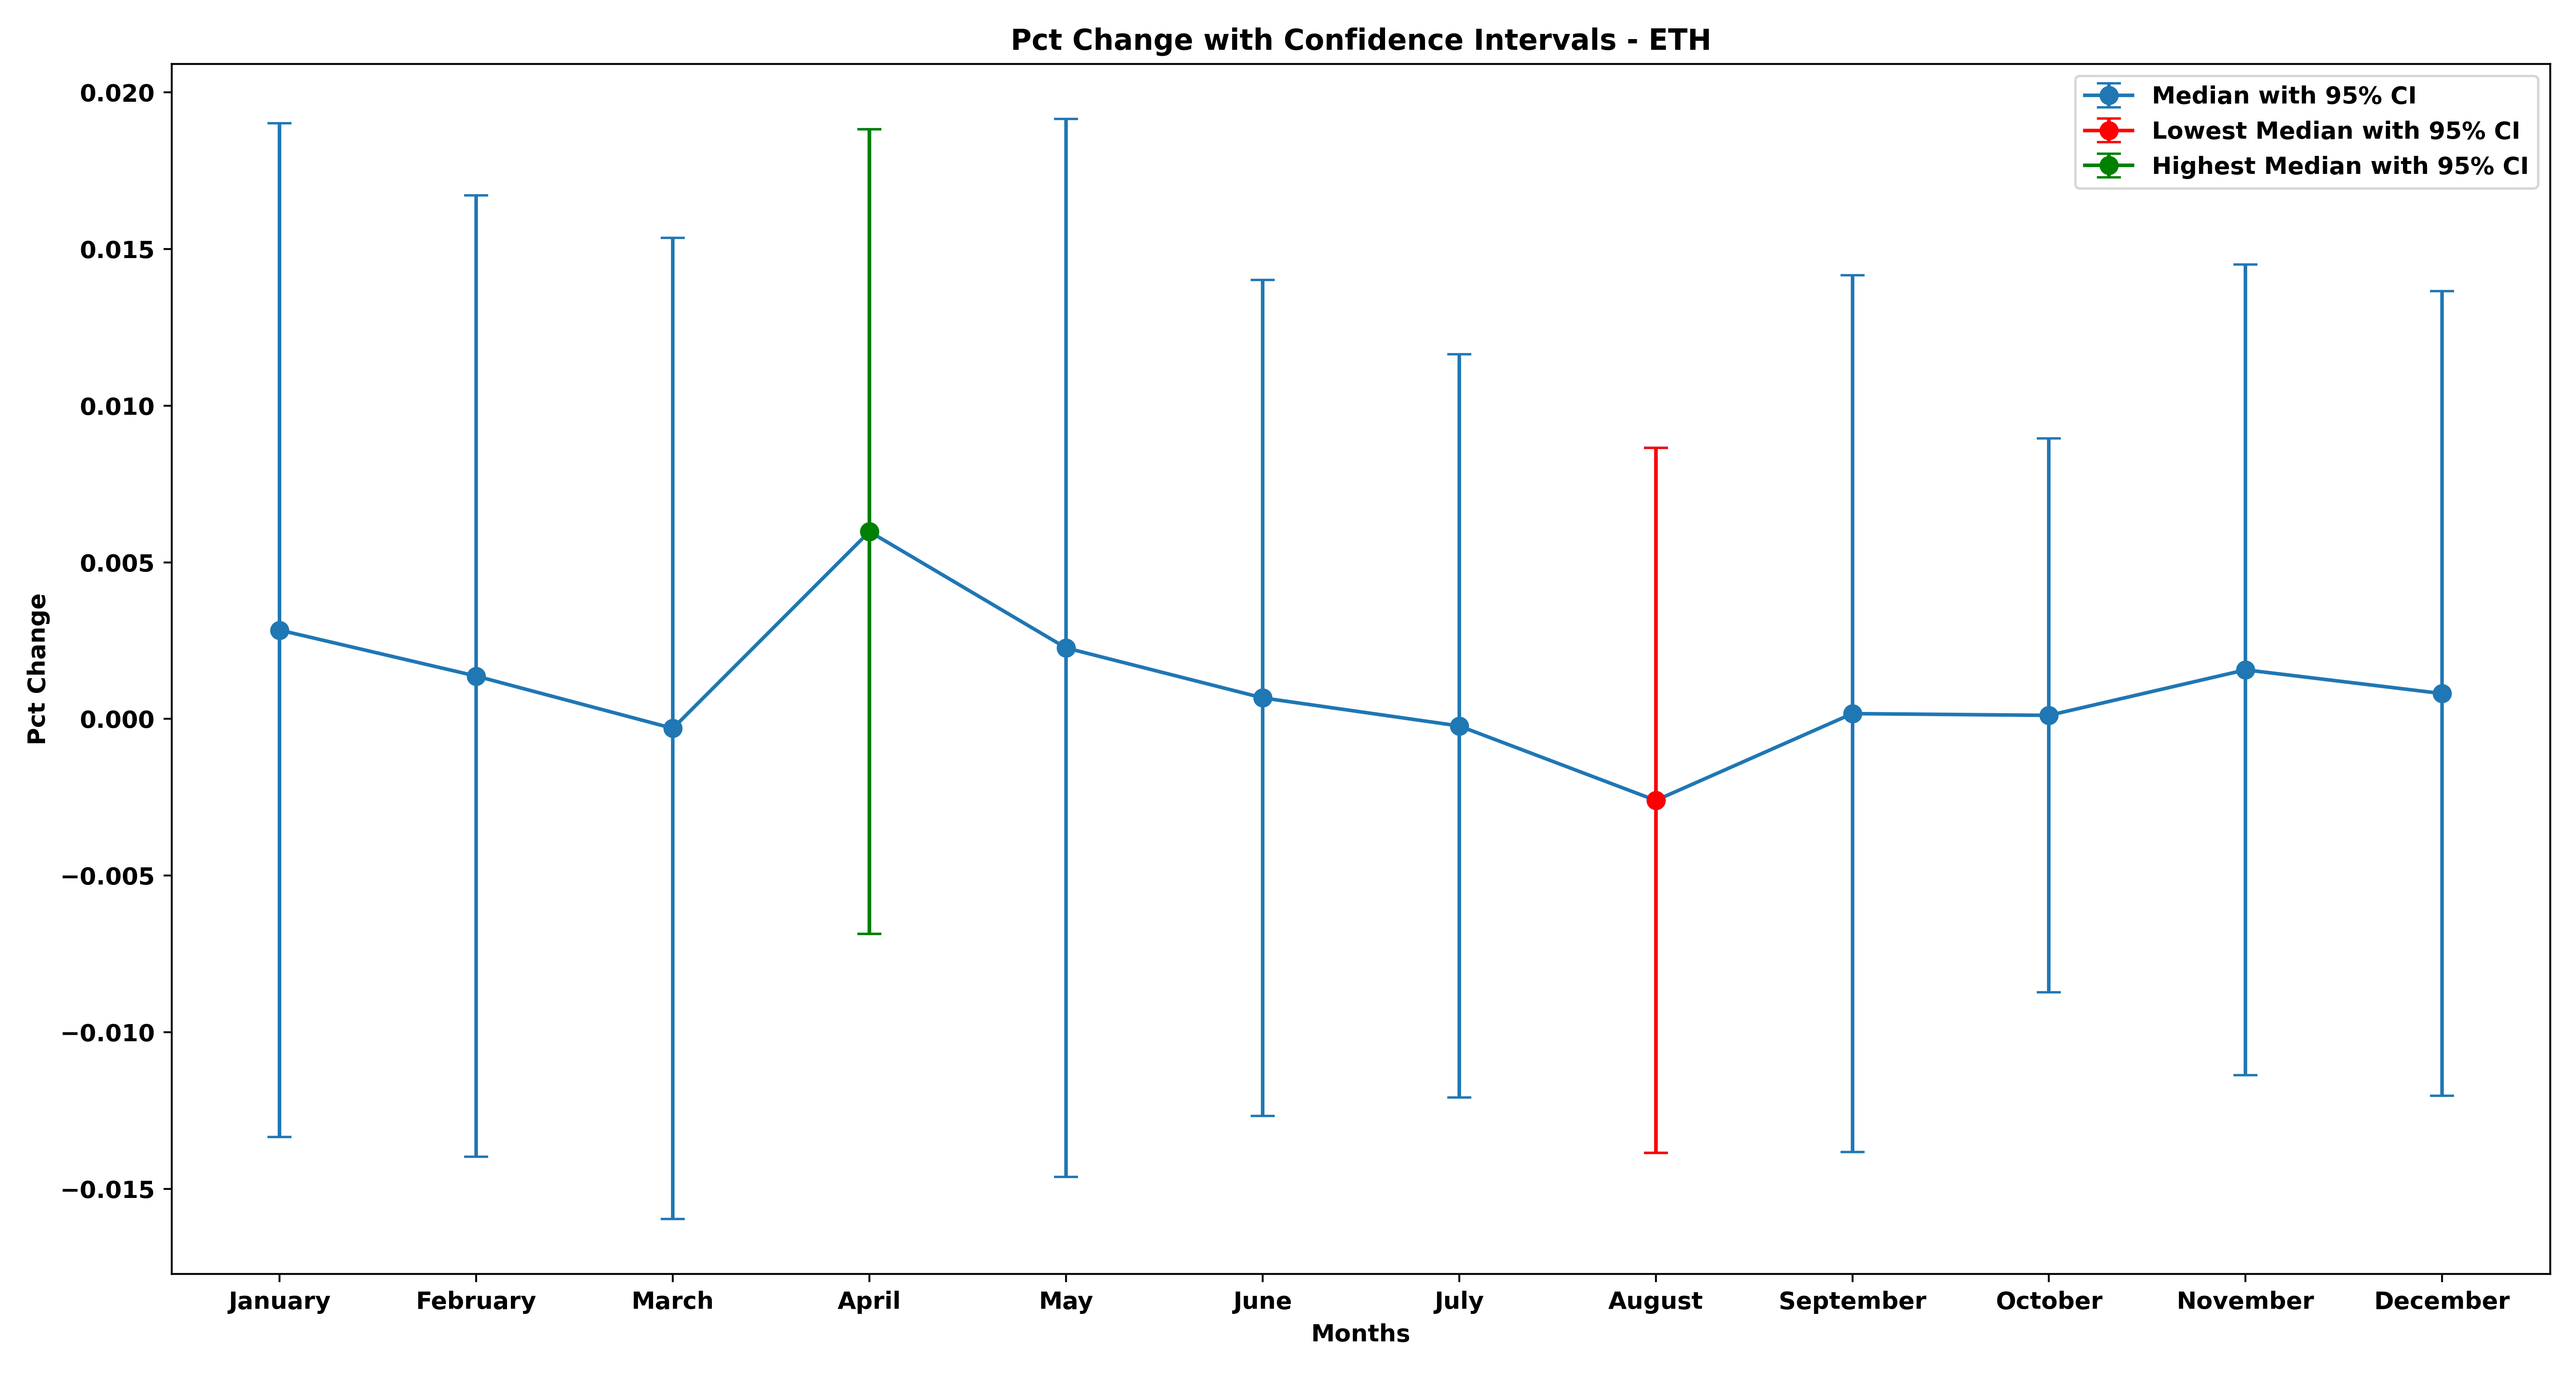 Pct Change with Confidence Intervals - ETH
Median with 95% CI
Lowest Median with 95% CI
Highest Median with 95% CI
Pct Change
0.020
0.015
0.010
0.005
0.000
−0.005
−0.010
−0.015
January February March April May June July August September October November December
Months